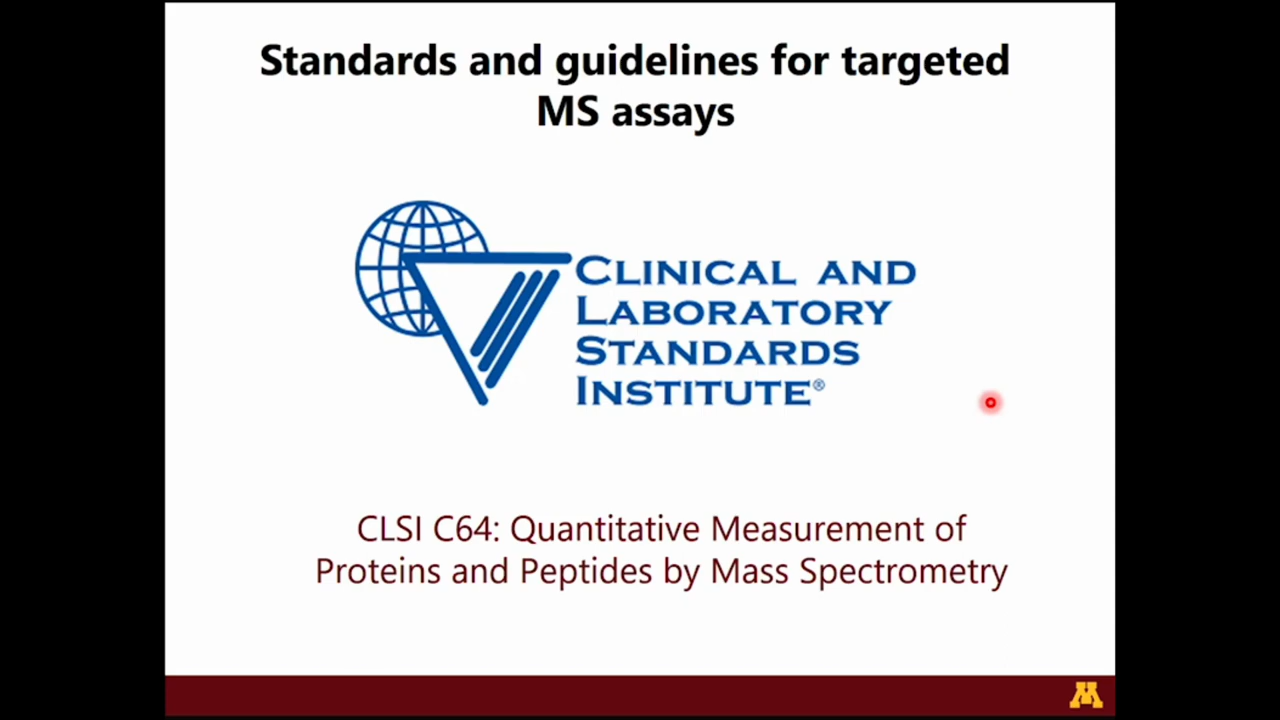 Standards and guidelines for targeted
MS assays
CLINICAL AND
LABORATORY
STANDARDS
INSTITUTE®
CLSI C64: Quantitative Measurement of
Proteins and Peptides by Mass Spectrometry
M